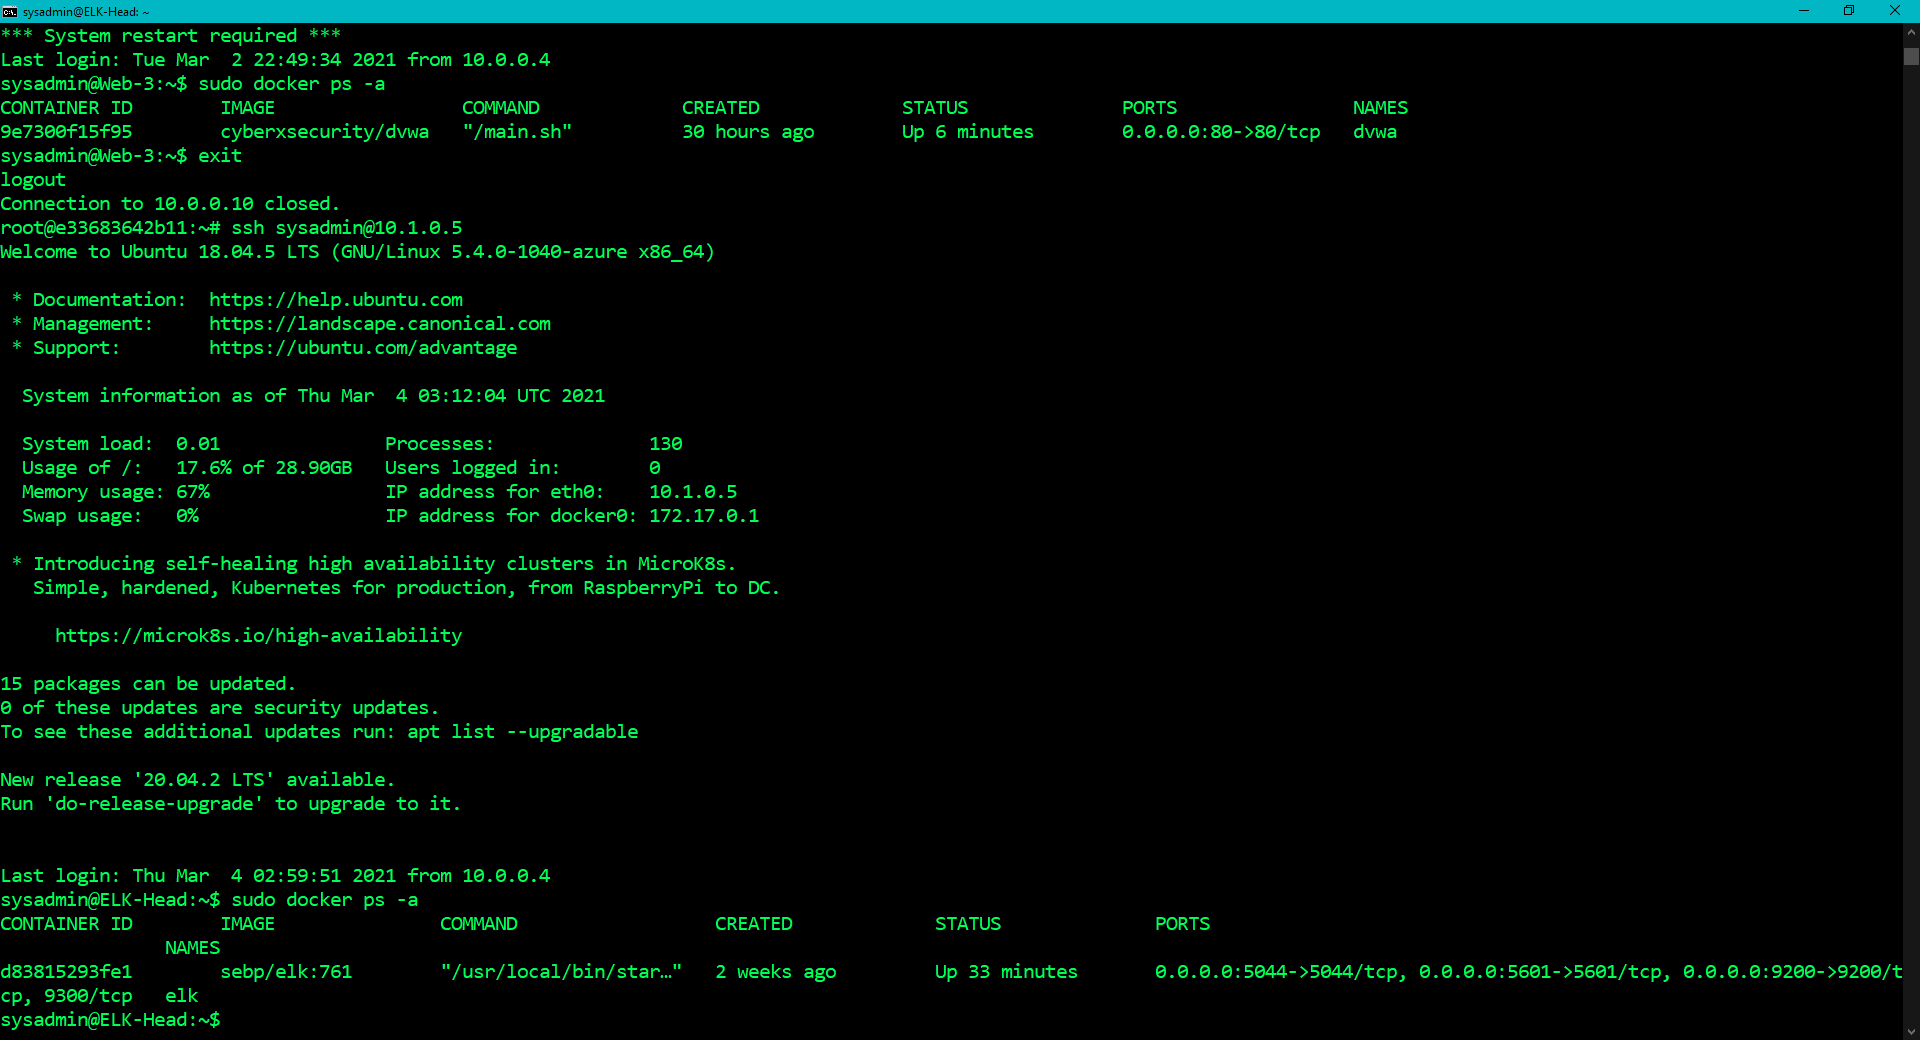 sysadmin@ELK-Head: ~
*** System restart required ***
Last login: Tue Mar  2 22:49:34 2021 from 10.0.0.4
sysadmin@Web-3:~$ sudo docker ps -a
CONTAINER ID        IMAGE                 COMMAND             CREATED             STATUS              PORTS                NAMES
9e7300f15f95        cyberxsecurity/dvwa   "/main.sh"          30 hours ago        Up 6 minutes        0.0.0.0:80->80/tcp   dvwa
sysadmin@Web-3:~$ exit
logout
Connection to 10.0.0.10 closed.
root@e33683642b11:~# ssh sysadmin@10.1.0.5
Welcome to Ubuntu 18.04.5 LTS (GNU/Linux 5.4.0-1040-azure x86_64)

 * Documentation:  https://help.ubuntu.com
 * Management:     https://landscape.canonical.com
 * Support:        https://ubuntu.com/advantage

  System information as of Thu Mar  4 03:12:04 UTC 2021

  System load:  0.01               Processes:              130
  Usage of /:   17.6% of 28.90GB   Users logged in:        0
  Memory usage: 67%                IP address for eth0:    10.1.0.5
  Swap usage:   0%                 IP address for docker0: 172.17.0.1

 * Introducing self-healing high availability clusters in MicroK8s.
   Simple, hardened, Kubernetes for production, from RaspberryPi to DC.

     https://microk8s.io/high-availability

15 packages can be updated.
0 of these updates are security updates.
To see these additional updates run: apt list --upgradable

New release '20.04.2 LTS' available.
Run 'do-release-upgrade' to upgrade to it.


Last login: Thu Mar  4 02:59:51 2021 from 10.0.0.4
sysadmin@ELK-Head:~$ sudo docker ps -a
CONTAINER ID        IMAGE               COMMAND                  CREATED             STATUS              PORTS
               NAMES
d83815293fe1        sebp/elk:761        "/usr/local/bin/star…"   2 weeks ago         Up 33 minutes       0.0.0.0:5044->5044/tcp, 0.0.0.0:5601->5601/tcp, 0.0.0.0:9200->9200/t
cp, 9300/tcp   elk
sysadmin@ELK-Head:~$